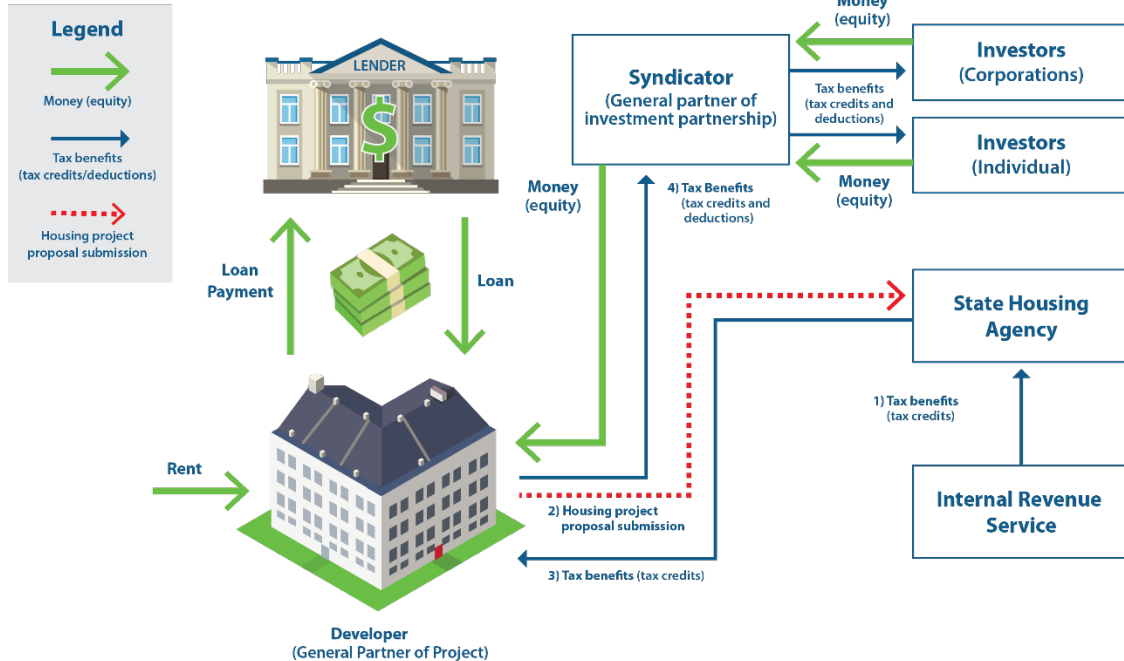 Legend
Money (equity)
Tax benefits
(tax credits/deductions)
Housing project
proposal submission
LENDER
$
Loan
Payment
Loan
Rent
Developer
(General Partner of Project)
Money
(equity)
Syndicator
(General partner of
investment partnership)
4) Tax Benefits
(tax credits and
deductions)
Money
(equity)
Tax benefits
(tax credits and
deductions)
Money
(equity)
Investors
(Corporations)
Investors
(Individual)
2) Housing project
proposal submission
3) Tax benefits (tax credits)
State Housing
Agency
1) Tax benefits
(tax credits)
Internal Revenue
Service